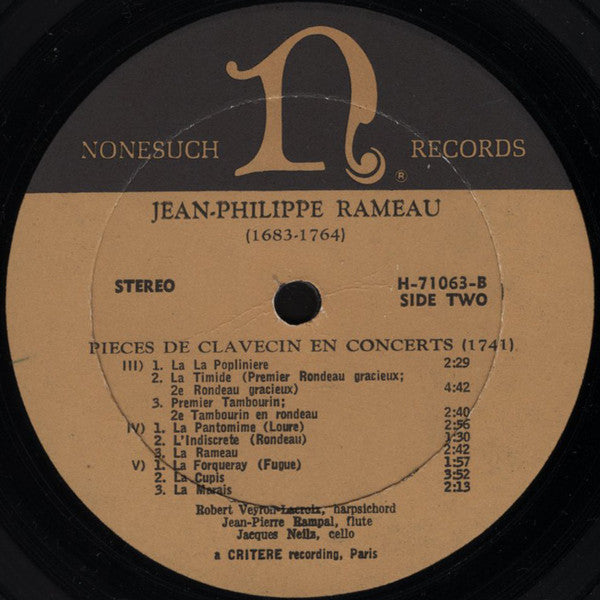 n
NONESUCH RECORDS
®
JEAN-PHILIPPE RAMEAU
(1683-1764)
STEREO H-71063-B
SIDE TWO
PIECES DE CLAVECIN EN CONCERTS (1741)
III) 1. La La Popliniere 2:29
2. La Timide (Premier Rondeau gracieux;
2e Rondeau gracieux) 4:42
3. Premier Tambourin;
2e Tambourin en rondeau 2:40
IV) 1. La Pantomime (Loure) 2:56
2. L'Indiscrete (Rondeau) 1:30
3. La Rameau 2:42
V) 1. La Forqueray (Fugue) 1:57
2. La Cupis 3:52
3. La Marais 2:13
Robert Veyron-Lacroix, harpsichord
Jean-Pierre Rampal, flute
Jacques Neilz, cello
a CRITERE recording, Paris